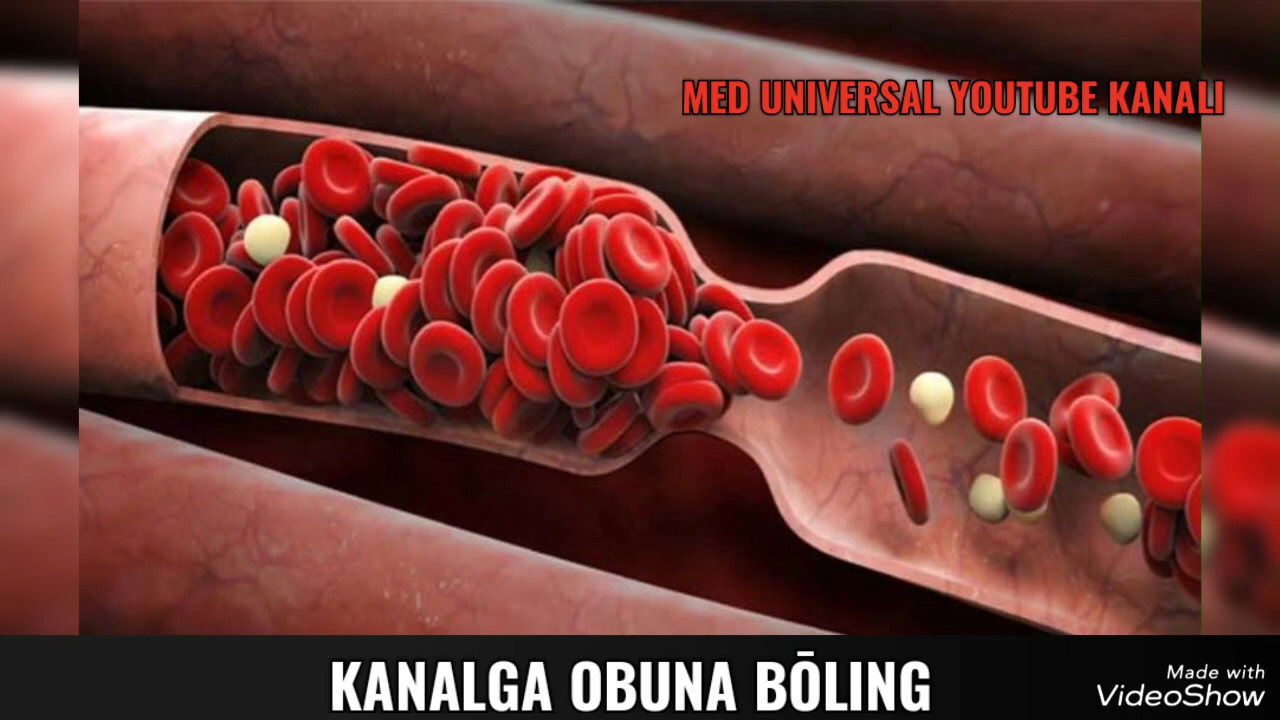 MED UNIVERSAL YOUTUBE KANALI
KANALGA OBUNA BŌLING
Made with
VideoShow